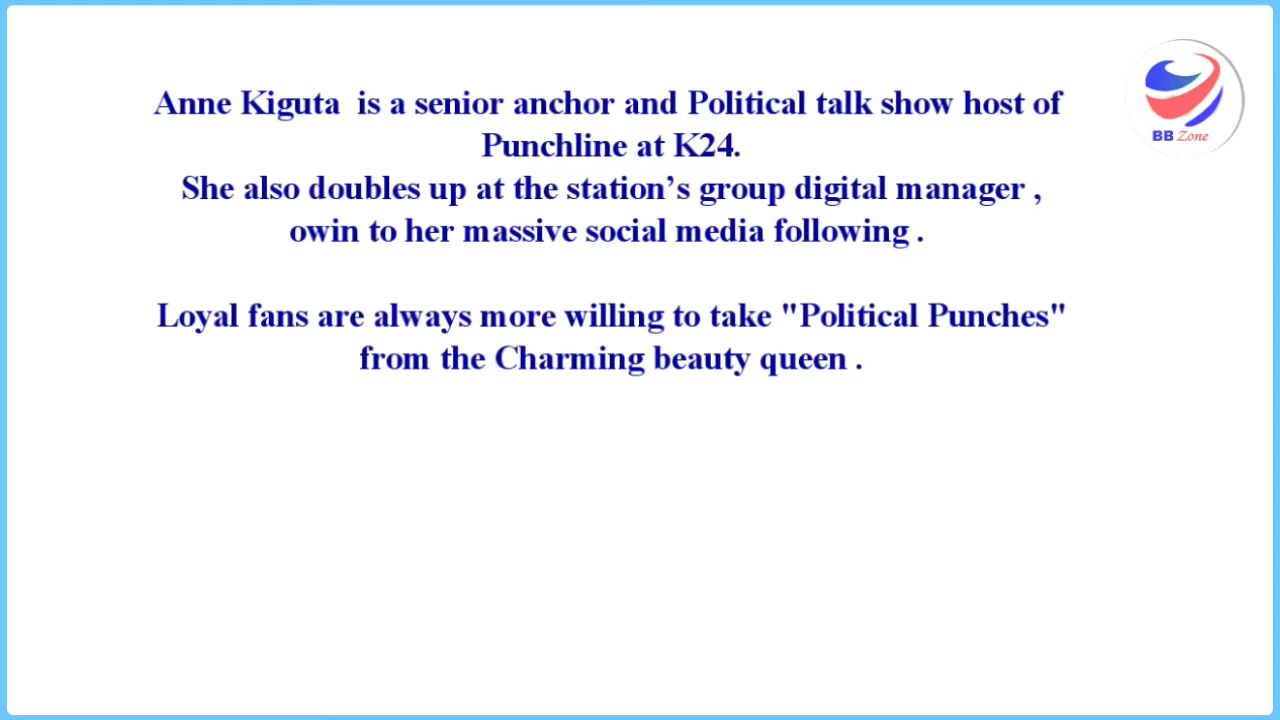 Anne Kiguta  is a senior anchor and Political talk show host of
Punchline at K24.
She also doubles up at the station’s group digital manager ,
owin to her massive social media following .
Loyal fans are always more willing to take "Political Punches"
from the Charming beauty queen .
BB Zone